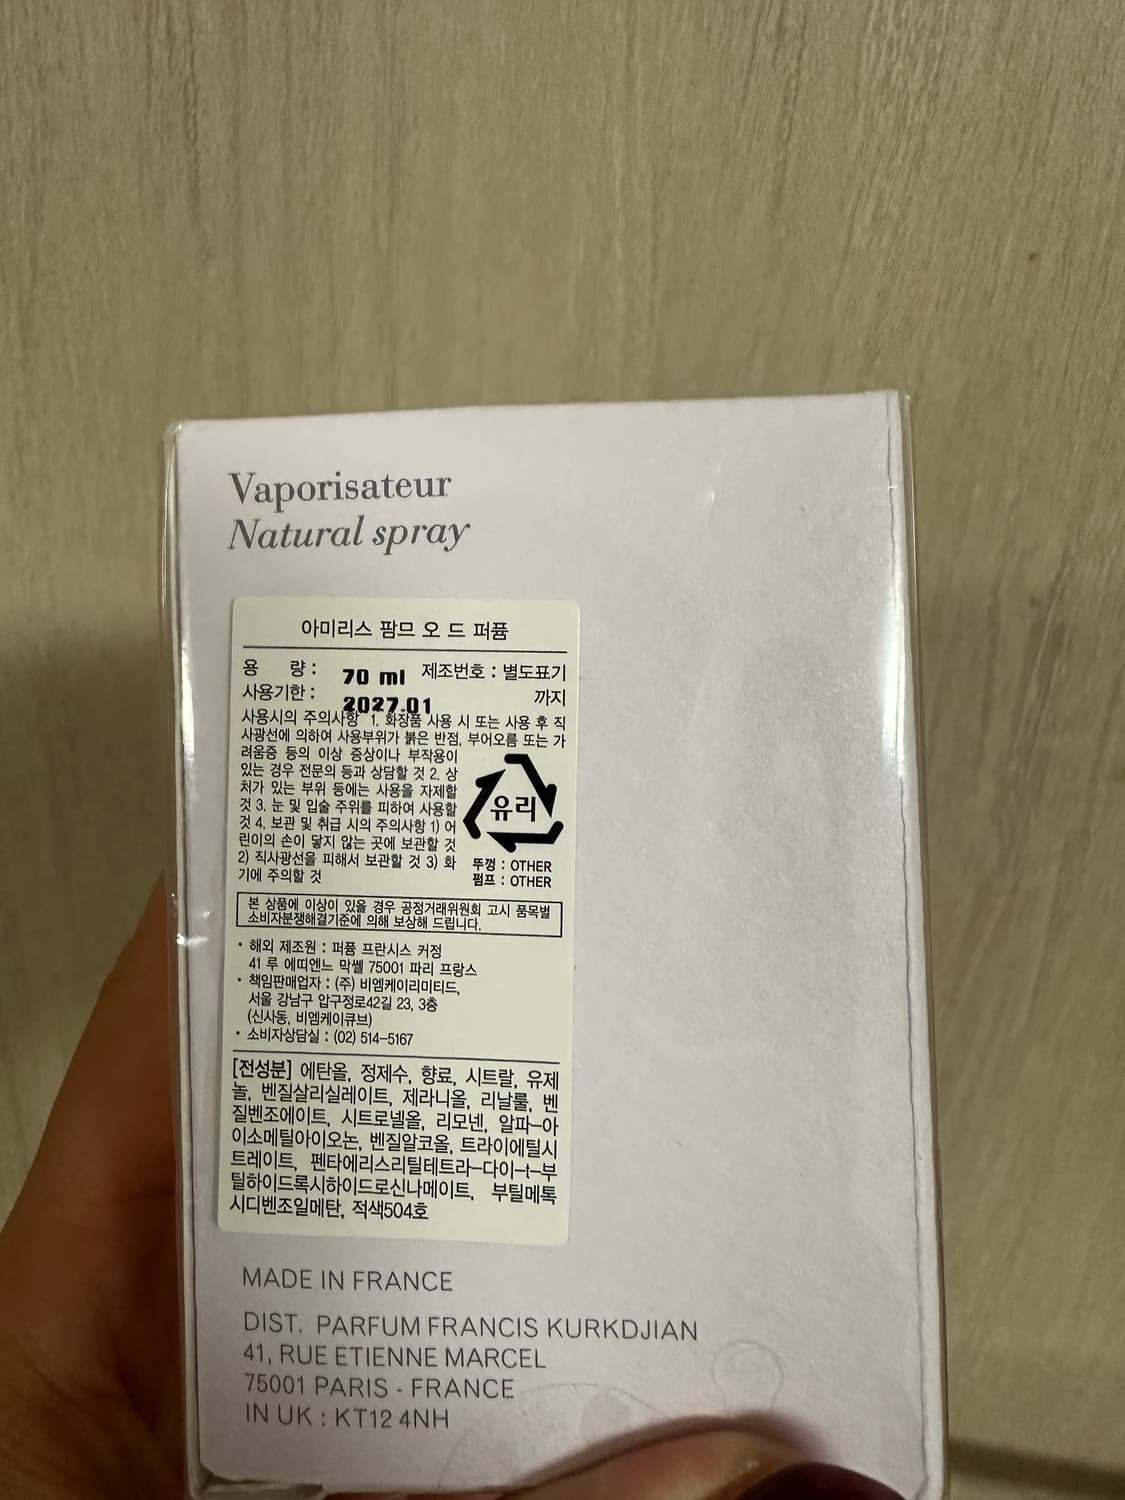 Vaporisateur
Natural spray
아미리스 팜므 오 드 퍼퓸
용 량 : 70 ml 제조번호 : 별도표기
사용기한 : 2027.01 까지
사용시의 주의사항 1. 화장품 사용 시 또는 사용 후 직
사광선에 의하여 사용부위가 붉은 반점, 부어오름 또는 가
려움증 등의 이상 증상이나 부작용이
있는 경우 전문의 등과 상담할 것 2. 상
처가 있는 부위 등에는 사용을 자제할
것 3. 눈 및 입술 주위를 피하여 사용할
것 4. 보관 및 취급 시의 주의사항 1) 어
린이의 손이 닿지 않는 곳에 보관할 것
2) 직사광선을 피해서 보관할 것 3) 화
기에 주의할 것
유리
뚜껑 : OTHER
펌프 : OTHER
본 상품에 이상이 있을 경우 공정거래위원회 고시 품목별
소비자분쟁해결기준에 의해 보상해 드립니다.
• 해외 제조원 : 퍼퓸 프란시스 커정
41 루 에띠엔느 막쎌 75001 파리 프랑스
• 책임판매업자 : (주) 비엠케이리미티드,
서울 강남구 압구정로42길 23, 3층
(신사동, 비엠케이큐브)
• 소비자상담실 : (02) 514-5167
[전성분] 에탄올, 정제수, 향료, 시트랄, 유제
놀, 벤질살리실레이트, 제라니올, 리날룰, 벤
질벤조에이트, 시트로넬올, 리모넨, 알파-아
이소메틸아이오논, 벤질알코올, 트라이에틸시
트레이트, 펜타에리스리틸테트라-다이-t-부
틸하이드록시하이드로신나메이트, 부틸메톡
시디벤조일메탄, 적색504호
MADE IN FRANCE
DIST. PARFUM FRANCIS KURKDJIAN
41, RUE ETIENNE MARCEL
75001 PARIS - FRANCE
IN UK : KT12 4NH